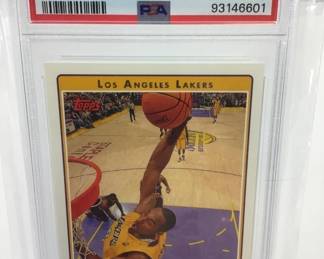 PSA
93146601
LOS ANGELES LAKERS
Topps